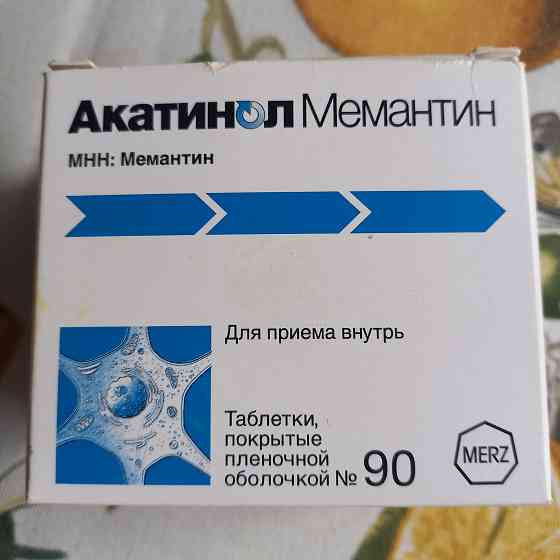 Акатинол Мемантин
МНН: Мемантин
Для приема внутрь
Таблетки,
покрытые
пленочной
оболочкой № 90
MERZ